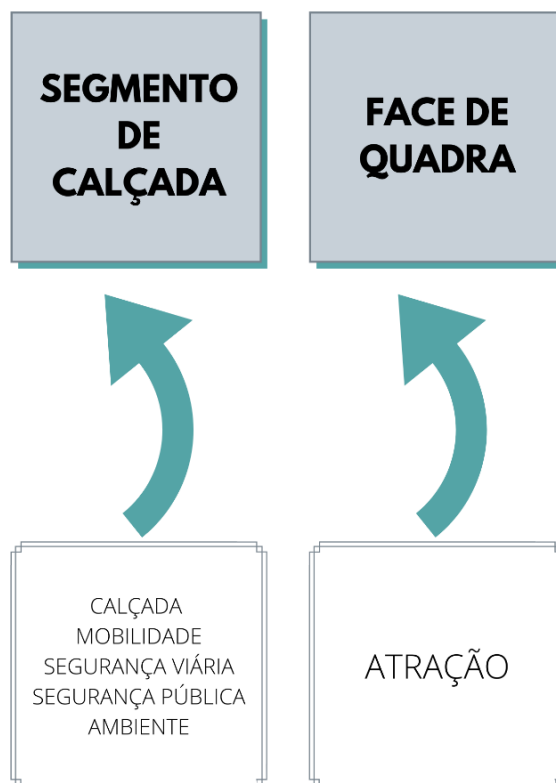 SEGMENTO
DE
CALÇADA
FACE DE
QUADRA
CALÇADA
MOBILIDADE
SEGURANÇA VIÁRIA
SEGURANÇA PÚBLICA
AMBIENTE
ATRAÇÃO